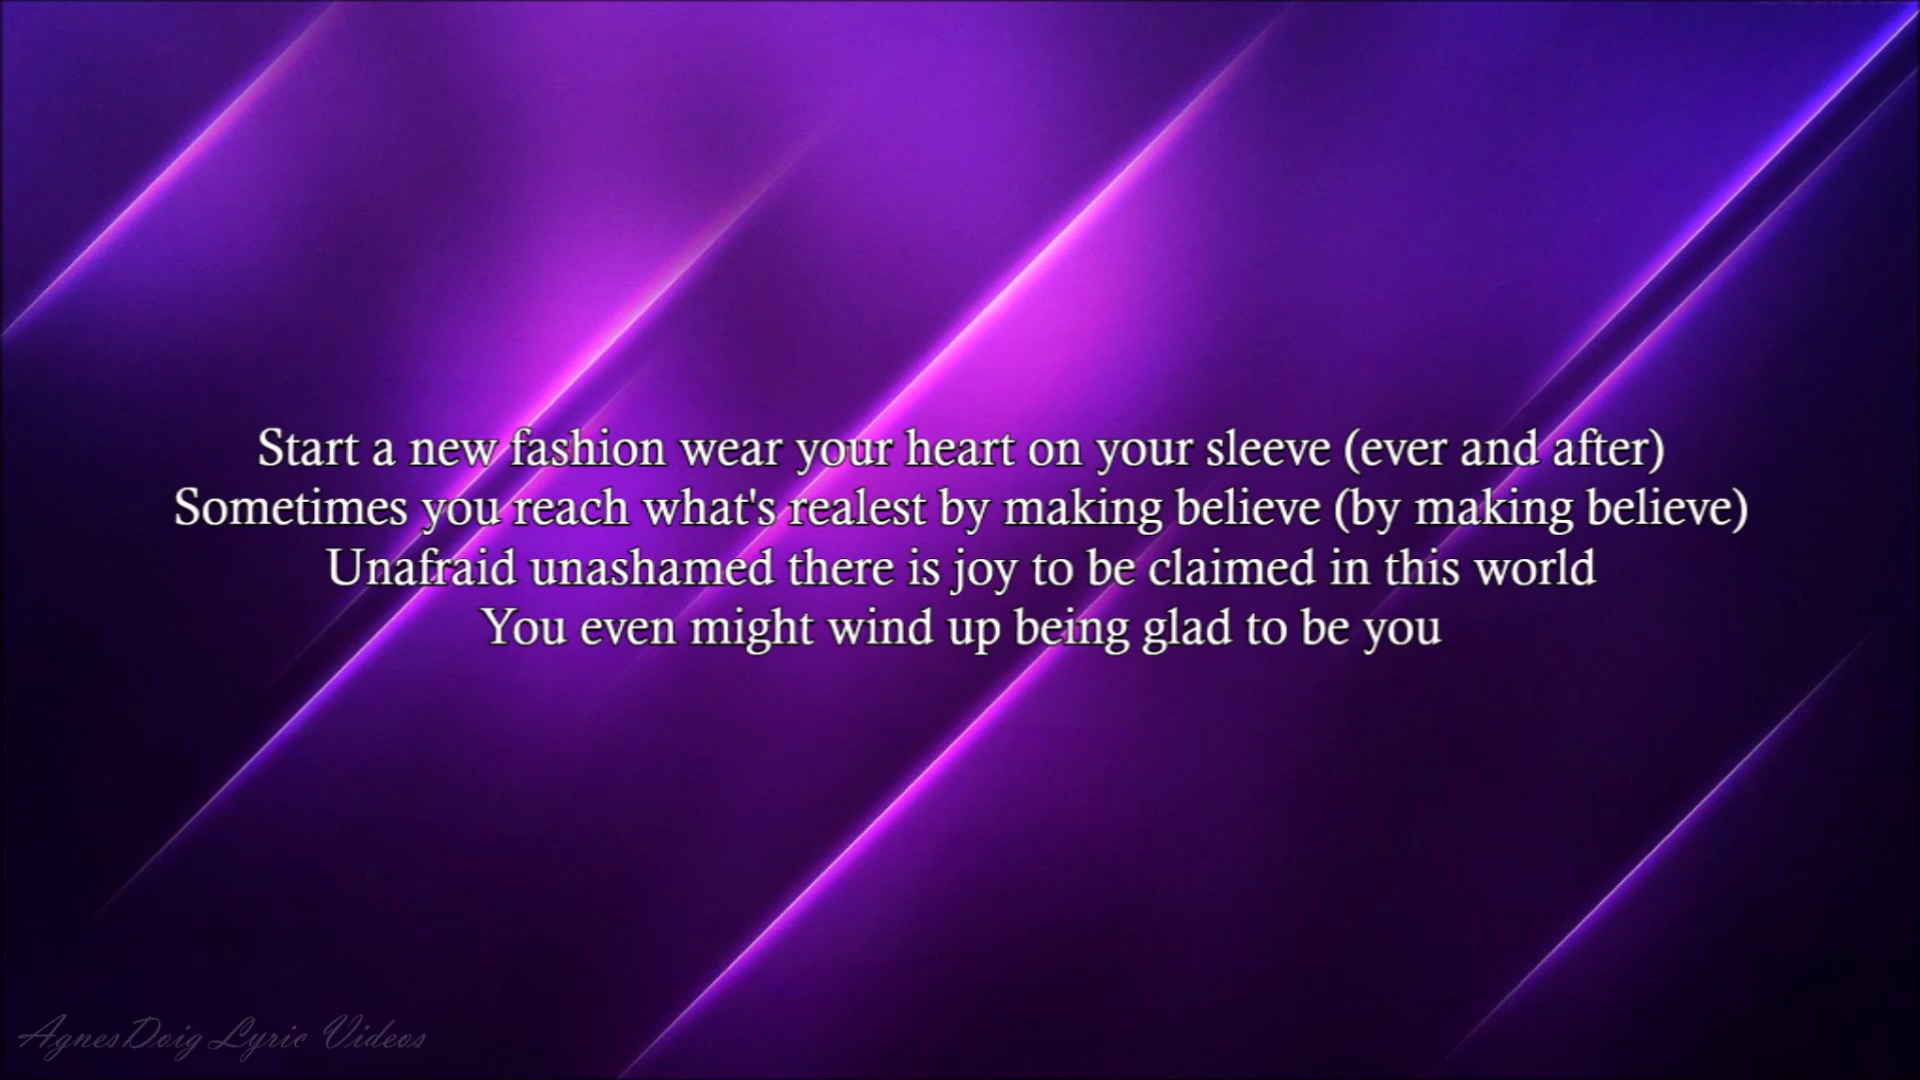 Start a new fashion wear your heart on your sleeve (ever and after)
Sometimes you reach what's realest by making believe (by making believe)
Unafraid unashamed there is joy to be claimed in this world
You even might wind up being glad to be you
AgnesDoig Lyric Videos